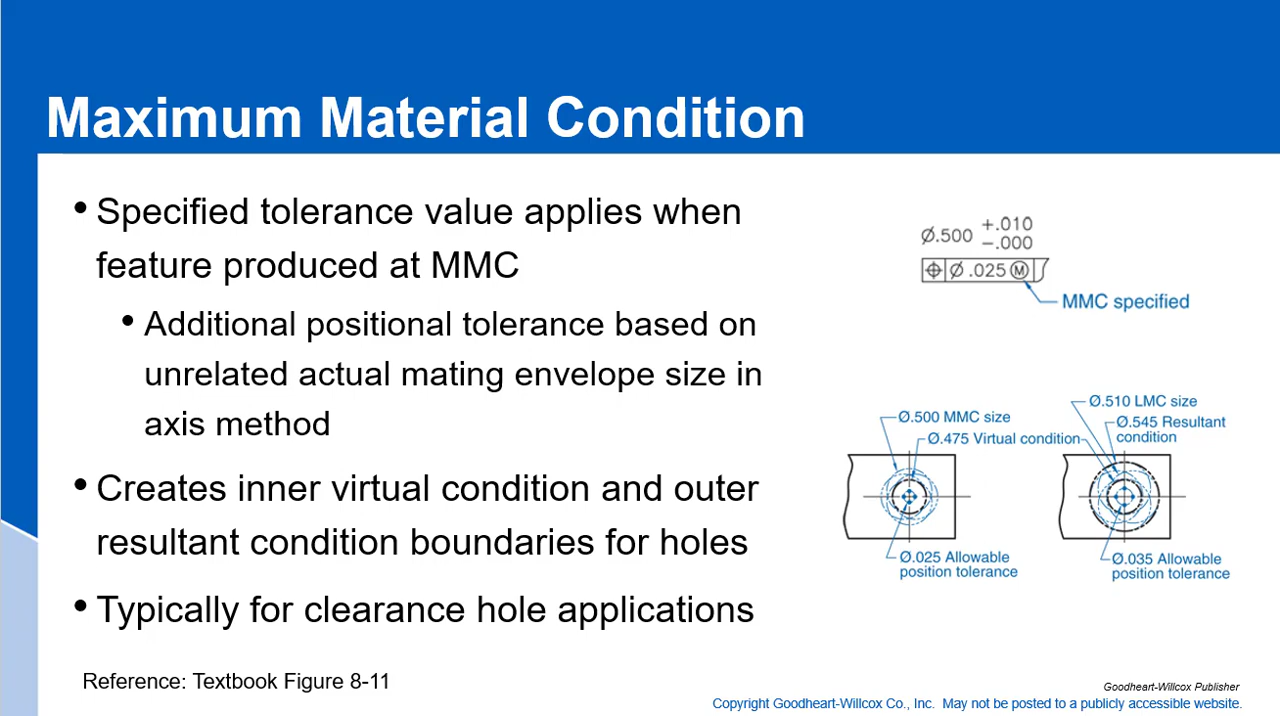 Maximum Material Condition
• Specified tolerance value applies when
feature produced at MMC
• Additional positional tolerance based on
unrelated actual mating envelope size in
axis method
• Creates inner virtual condition and outer
resultant condition boundaries for holes
• Typically for clearance hole applications
Reference: Textbook Figure 8-11
Ø.500 +.010
−.000
⌖ Ø.025 Ⓜ
MMC specified
Ø.500 MMC size
Ø.475 Virtual condition
Ø.025 Allowable
position tolerance
Ø.510 LMC size
Ø.545 Resultant
condition
Ø.035 Allowable
position tolerance
Goodheart-Willcox Publisher
Copyright Goodheart-Willcox Co., Inc. May not be posted to a publicly accessible website.